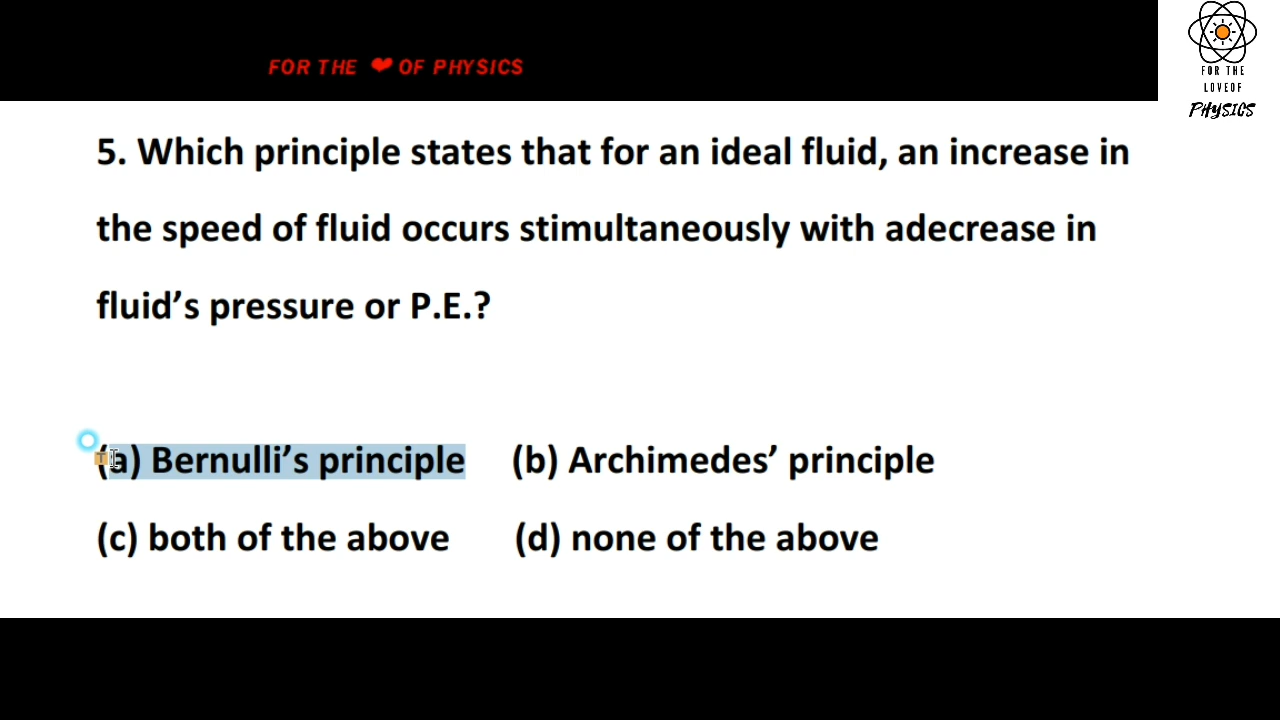 FOR THE ❤ OF PHYSICS
FOR THE
LOVEOF
PHYSICS
5. Which principle states that for an ideal fluid, an increase in
the speed of fluid occurs stimultaneously with adecrease in
fluid’s pressure or P.E.?
(a) Bernulli’s principle (b) Archimedes’ principle
(c) both of the above (d) none of the above